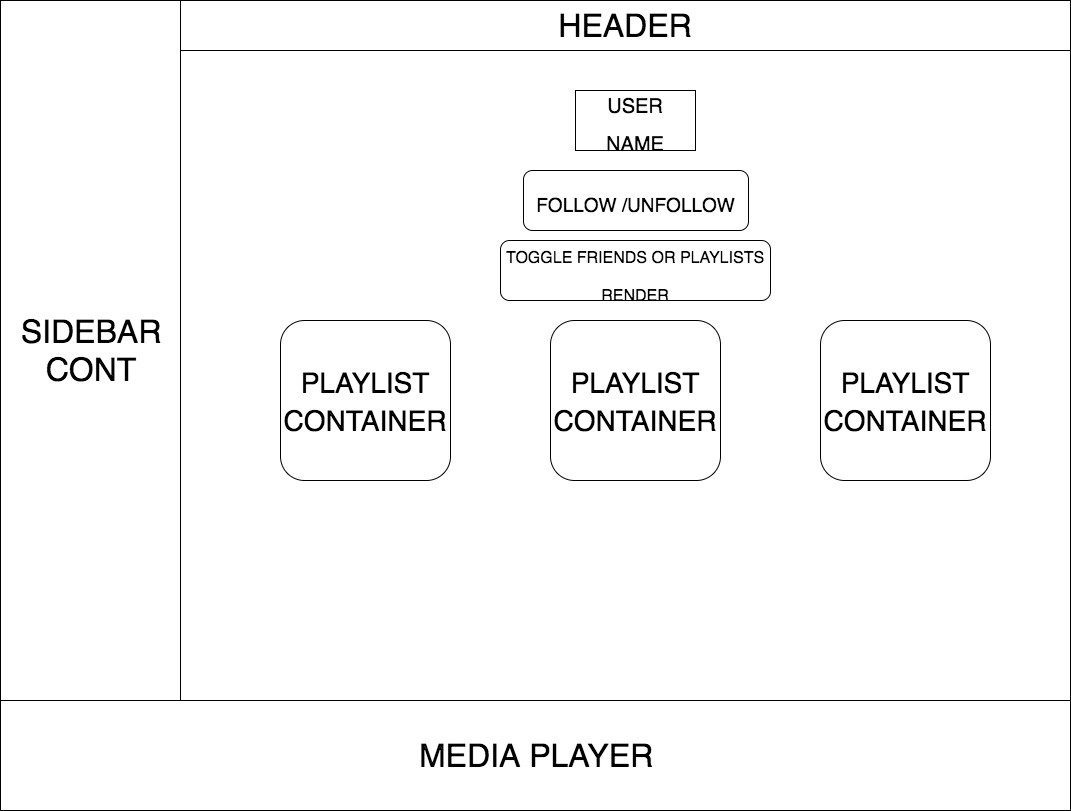 HEADER
USER
NAME
FOLLOW /UNFOLLOW
TOGGLE FRIENDS OR PLAYLISTS
RENDER
SIDEBAR
CONT
PLAYLIST
CONTAINER
PLAYLIST
CONTAINER
PLAYLIST
CONTAINER
MEDIA PLAYER